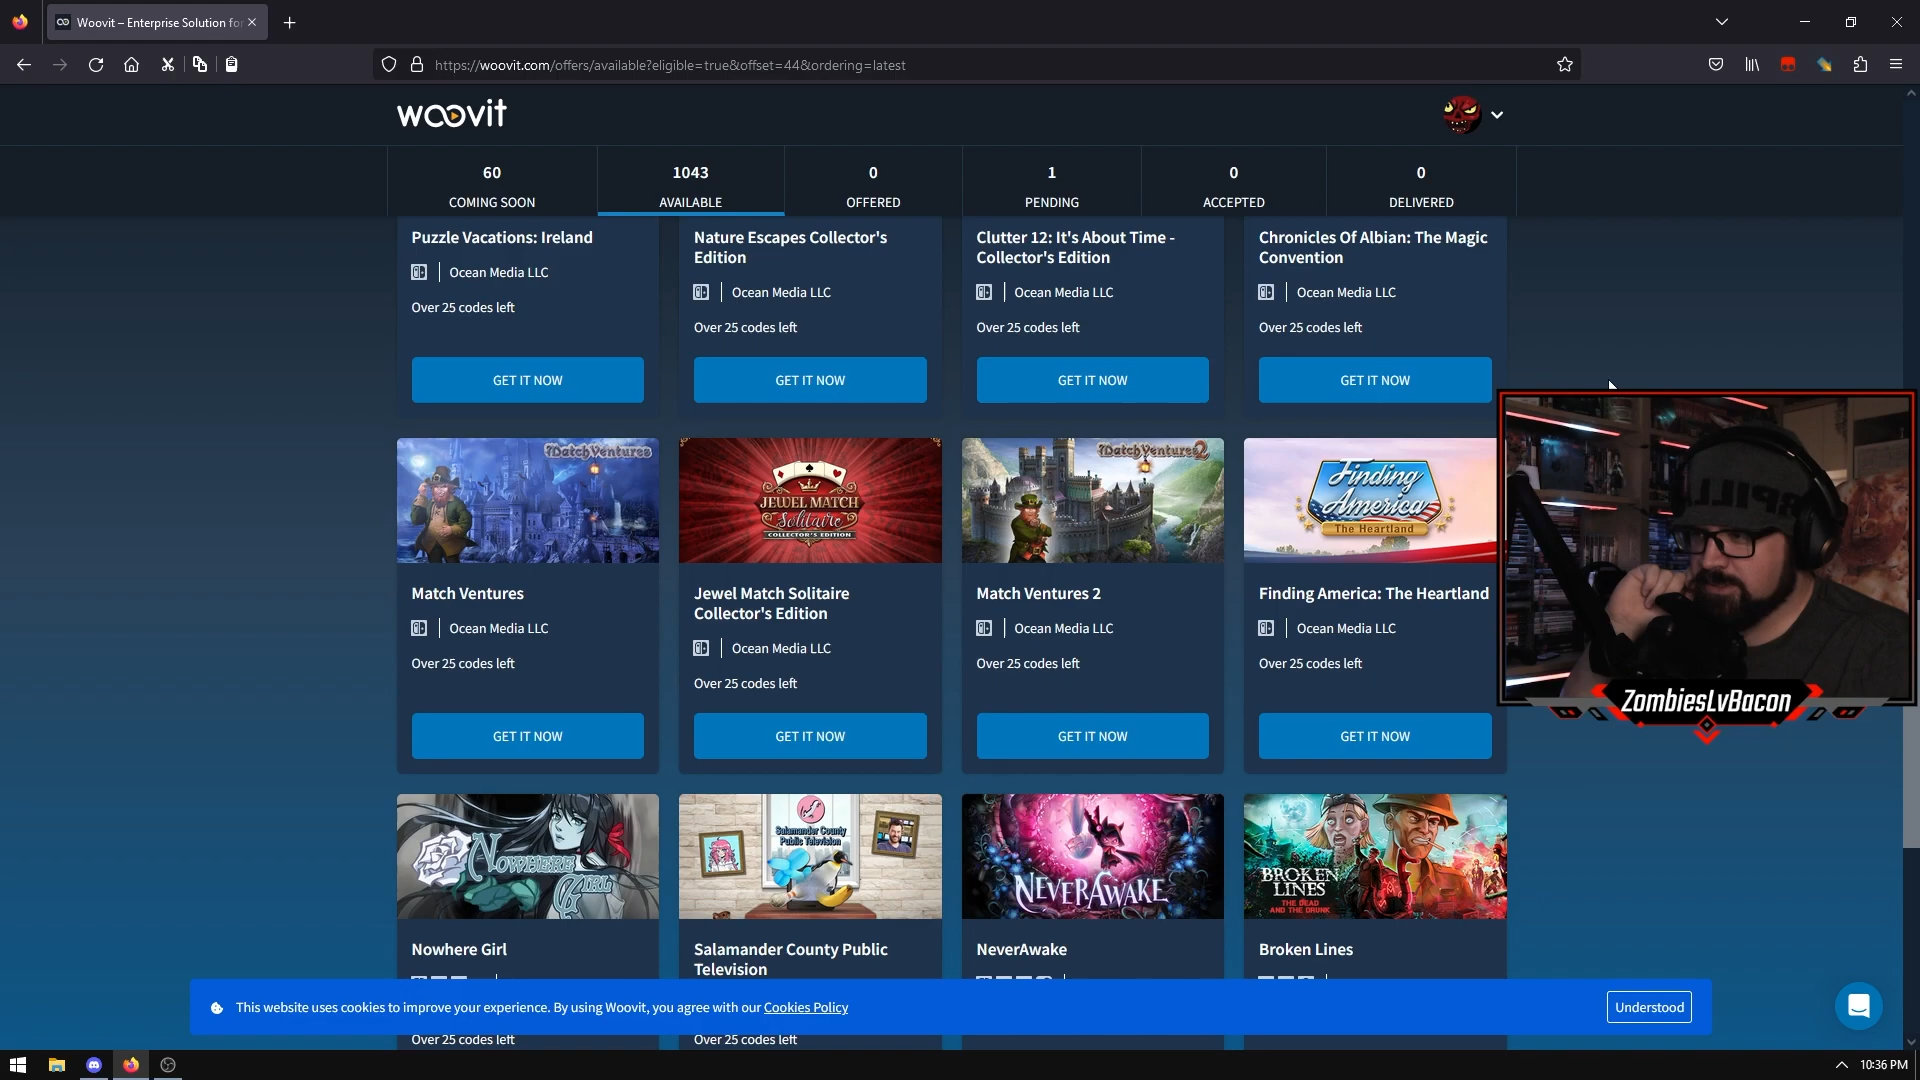 Woovit – Enterprise Solution fo
https://woovit.com/offers/available?eligible=true&offset=44&ordering=latest
woovit
60
COMING SOON
1043
AVAILABLE
0
OFFERED
1
PENDING
0
ACCEPTED
0
DELIVERED
Puzzle Vacations: Ireland
Ocean Media LLC
Over 25 codes left
GET IT NOW
Nature Escapes Collector's
Edition
Ocean Media LLC
Over 25 codes left
GET IT NOW
Clutter 12: It's About Time -
Collector's Edition
Ocean Media LLC
Over 25 codes left
GET IT NOW
Chronicles Of Albian: The Magic
Convention
Ocean Media LLC
Over 25 codes left
GET IT NOW
MatchVentures
Match Ventures
Ocean Media LLC
Over 25 codes left
GET IT NOW
JEWEL MATCH
Solitaire
COLLECTOR'S EDITION
Jewel Match Solitaire
Collector's Edition
Ocean Media LLC
Over 25 codes left
GET IT NOW
MatchVentures2
Match Ventures 2
Ocean Media LLC
Over 25 codes left
GET IT NOW
Finding
America
The Heartland
Finding America: The Heartland
Ocean Media LLC
Over 25 codes left
GET IT NOW
ZombiesLvBacon
NOWHERE
GIRL
Nowhere Girl
Over 25 codes left
Salamander County
Public Television
Salamander County Public
Television
Over 25 codes left
NEVERAWAKE
NeverAwake
BROKEN
LINES
THE DEAD
AND THE DRUNK
Broken Lines
This website uses cookies to improve your experience. By using Woovit, you agree with our Cookies Policy
Understood
10:36 PM